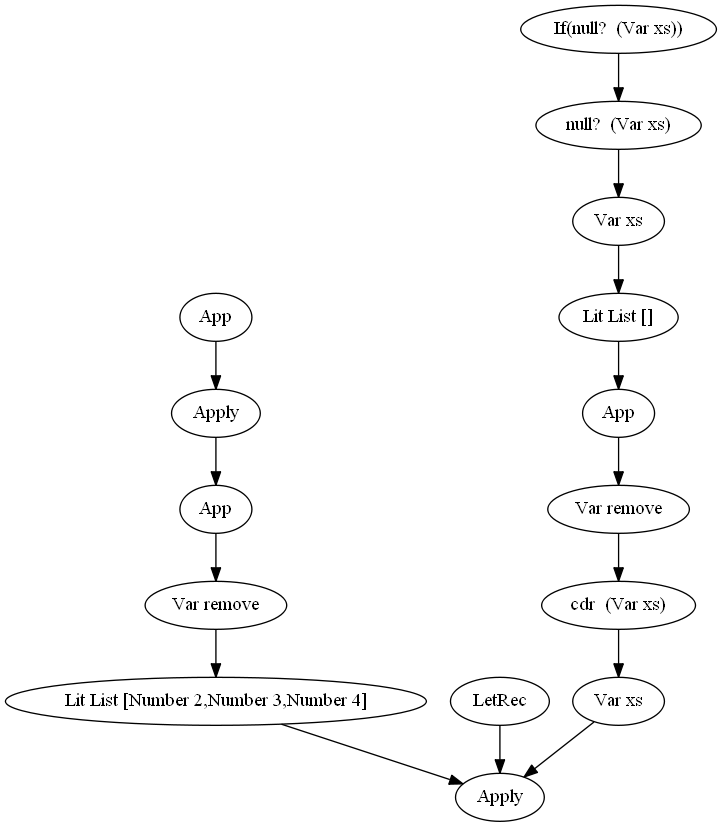 If(null?  (Var xs))
null?  (Var xs)
Var xs
Lit List []
App
App
Apply
App
Var remove
Var remove
cdr  (Var xs)
Lit List [Number 2,Number 3,Number 4]
LetRec
Var xs
Apply